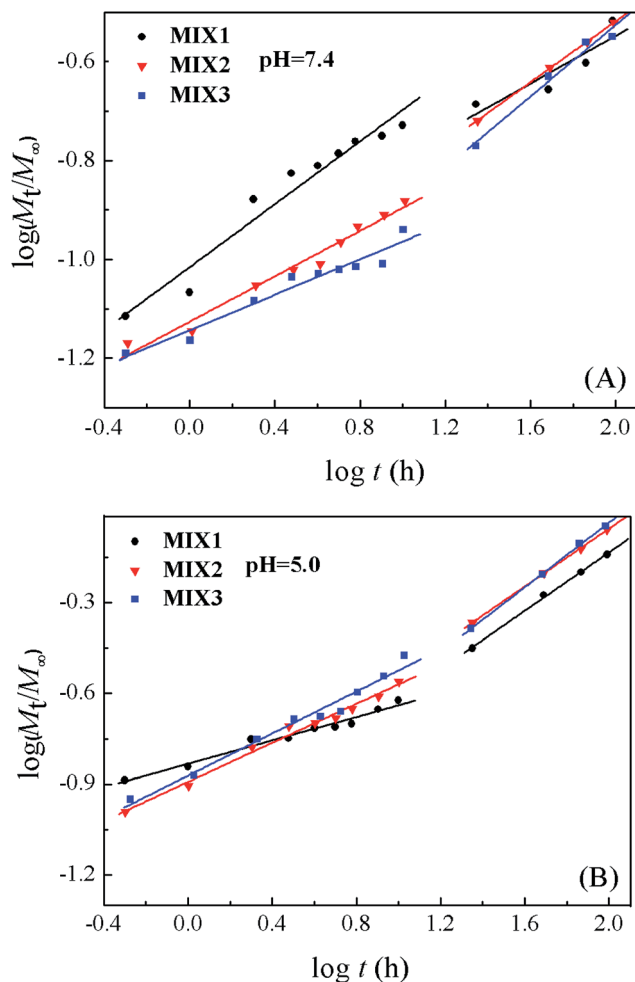 MIX1
MIX2
MIX3
pH=7.4
-0.6
-0.8
-1.0
-1.2
log(Mt/M∞)
(A)
-0.4 0.0 0.4 0.8 1.2 1.6 2.0
log t (h)
MIX1
MIX2
MIX3
pH=5.0
-0.3
-0.6
-0.9
-1.2
log(Mt/M∞)
(B)
-0.4 0.0 0.4 0.8 1.2 1.6 2.0
log t (h)